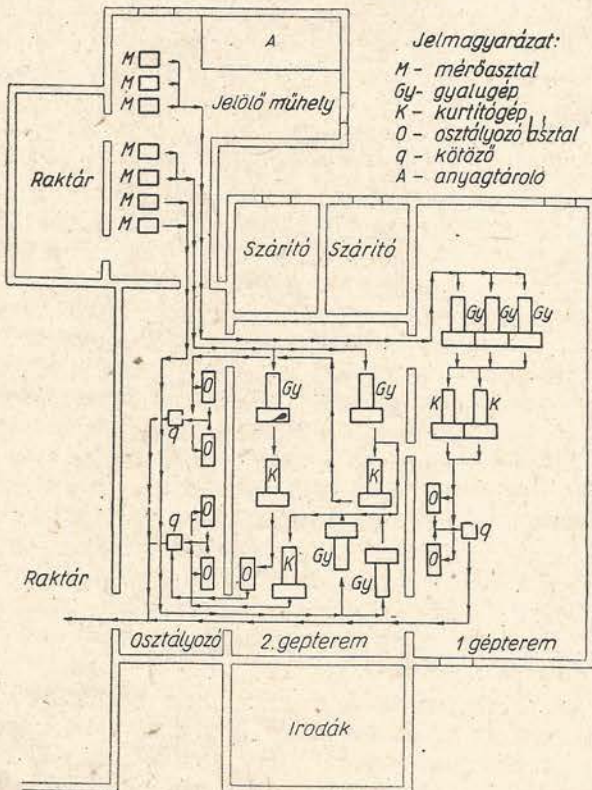 Jelmagyarázat:
M - mérőasztal
Gy- gyalugép
K - kurtítógép
O - osztályozó asztal
q - kötöző
A - anyagtároló
A
M
M
M
Jelölő műhely
M
M
M
M
Raktár
Szárító
Szárító
Gy
Gy
Gy
Gy
Gy
O
K
K
q
O
K
K
O
O
q
q
Gy
O
O
K
Gy
O
O
Raktár
Osztályozó
2. gépterem
1 gépterem
Irodák